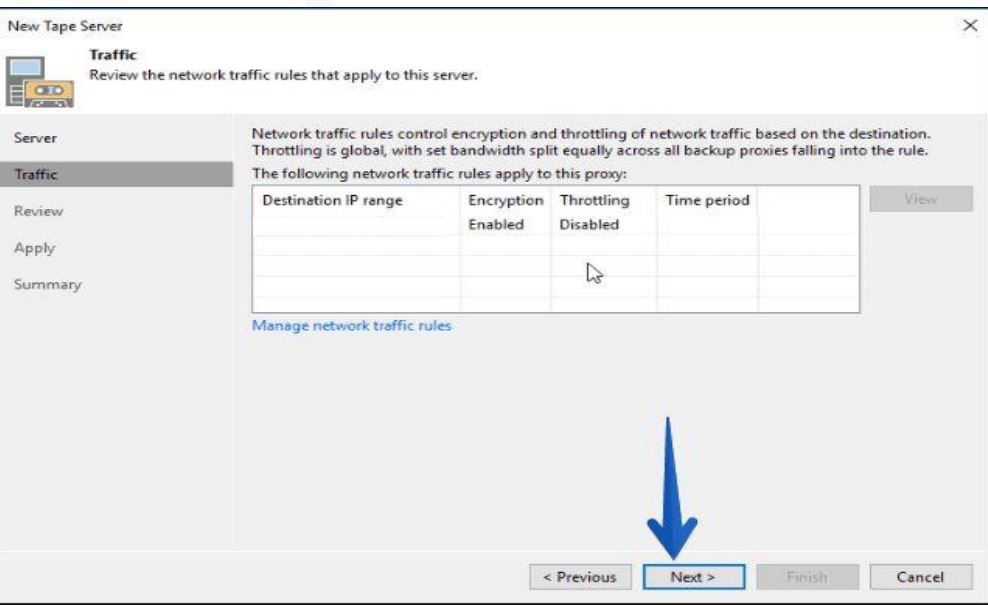 New Tape Server
Traffic
Review the network traffic rules that apply to this server.
Server
Traffic
Review
Apply
Summary
Network traffic rules control encryption and throttling of network traffic based on the destination.
Throttling is global, with set bandwidth split equally across all backup proxies falling into the rule.
The following network traffic rules apply to this proxy:
Destination IP range Encryption Throttling Time period
Enabled Disabled
View
Manage network traffic rules
< Previous Next > Finish Cancel